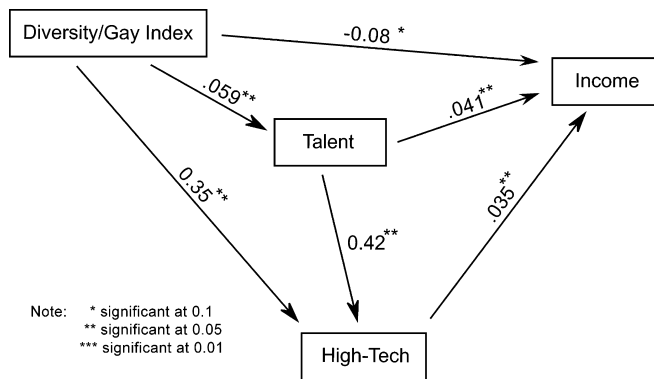 Diversity/Gay Index
-0.08 *
Income
.059**
.041**
Talent
0.35**
.035**
0.42**
Note: * significant at 0.1
** significant at 0.05
*** significant at 0.01
High-Tech